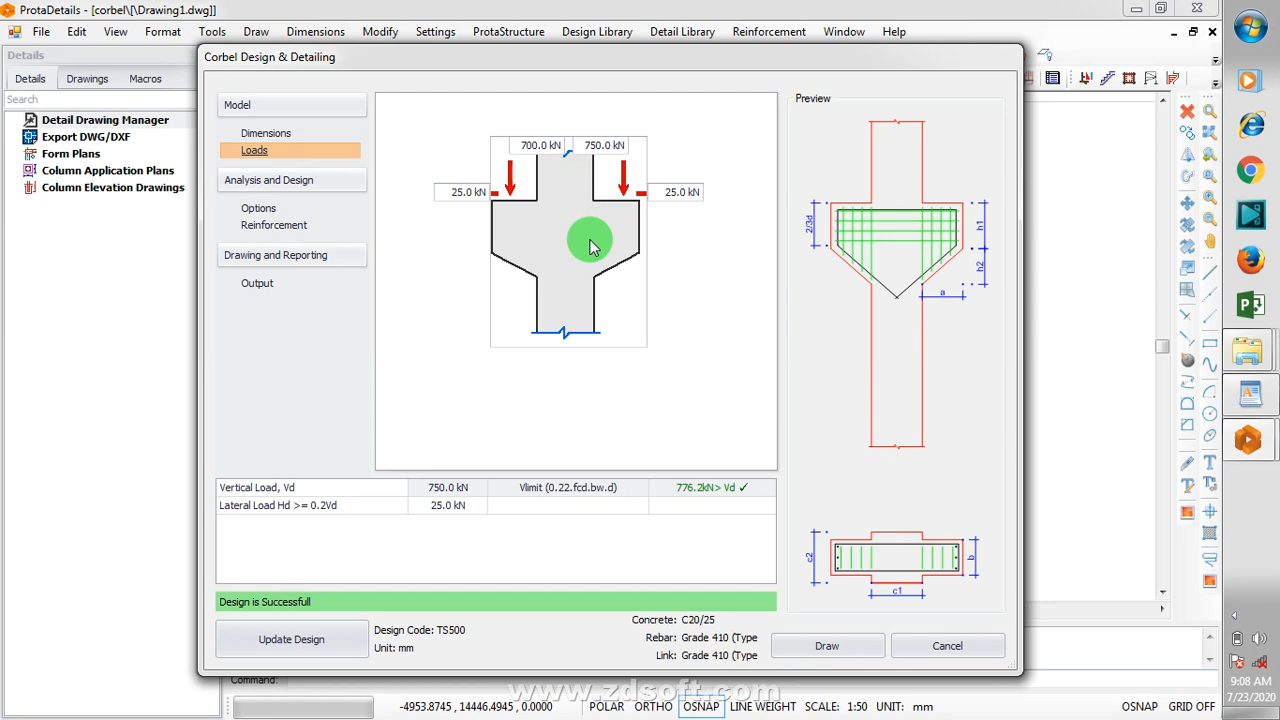 ProtaDetails - [corbel\[\Drawing1.dwg]]
File Edit View Format Tools Draw Dimensions Modify Settings ProtaStructure Design Library Detail Library Reinforcement Window Help
Details
Details Drawings Macros
Search
Detail Drawing Manager
Export DWG/DXF
Form Plans
Column Application Plans
Column Elevation Drawings
Corbel Design & Detailing
Model
Dimensions
Loads
Analysis and Design
Options
Reinforcement
Drawing and Reporting
Output
700.0 kN 750.0 kN
25.0 kN 25.0 kN
Preview
2/3d h1
h2
a
c2 b
c1
Vertical Load, Vd 750.0 kN Vlimit (0.22.fcd.bw.d) 776.2kN> Vd ✓
Lateral Load Hd >= 0.2Vd 25.0 kN
Design is Successfull
Update Design
Design Code: TS500
Unit: mm
Concrete: C20/25
Rebar: Grade 410 (Type
Link: Grade 410 (Type
Draw Cancel
www.zdsoft.com
Command:
-4953.8745, 14446.4945, 0.0000 POLAR ORTHO OSNAP LINE WEIGHT SCALE: 1:50 UNIT: mm OSNAP GRID OFF
9:08 AM
7/23/2020